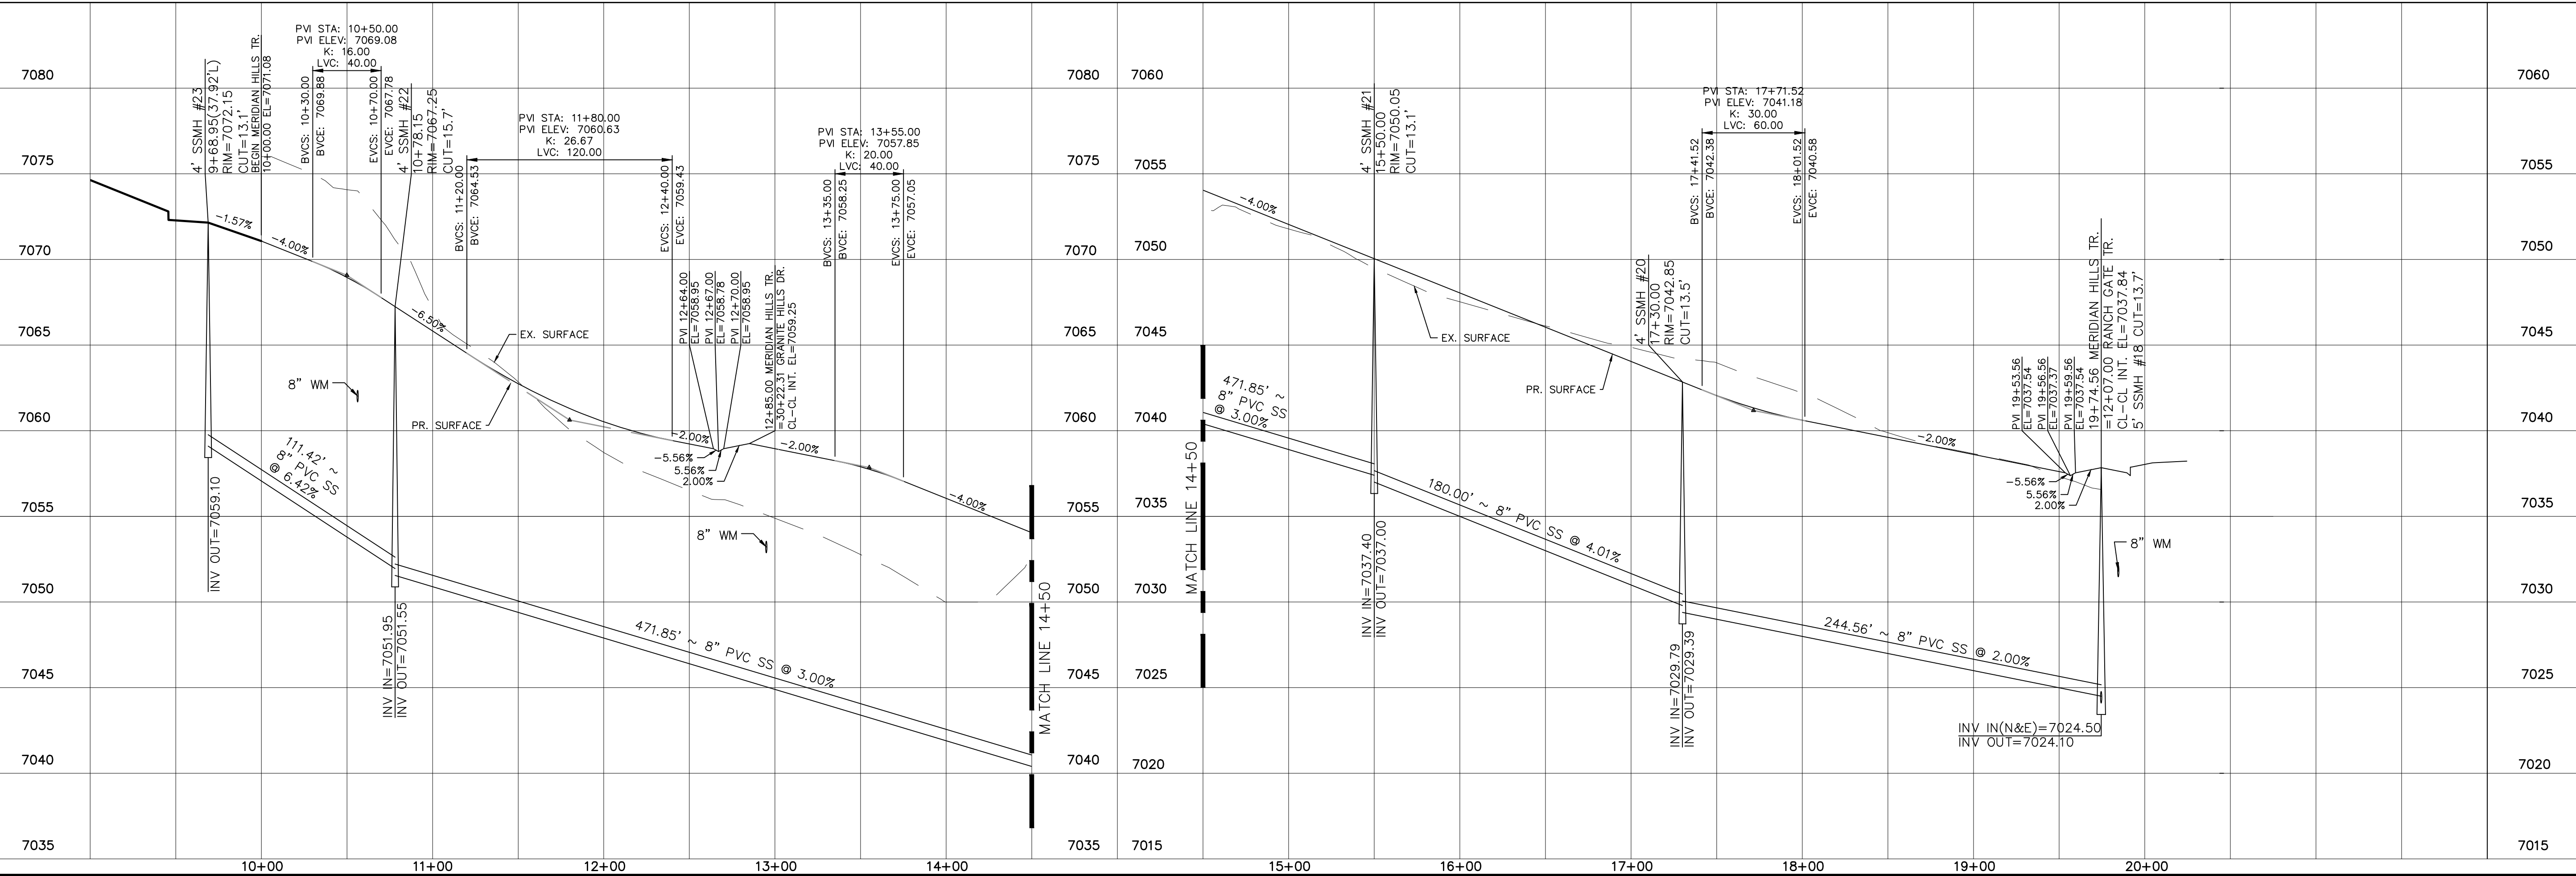 7080
7075
7070
7065
7060
7055
7050
7045
7040
7035
4' SSMH #23
9+68.95(37.92'L)
RIM=7072.15
CUT=13.1'
BEGIN MERIDIAN HILLS TR.
10+00.00 EL=7071.08
PVI STA: 10+50.00
PVI ELEV: 7069.08
K: 16.00
LVC: 40.00
BVCS: 10+30.00
BVCE: 7069.88
EVCS: 10+70.00
EVCE: 7067.78
4' SSMH #22
10+78.15
RIM=7067.25
CUT=15.7'
PVI STA: 11+80.00
PVI ELEV: 7060.63
K: 26.67
LVC: 120.00
BVCS: 11+20.00
BVCE: 7064.53
EVCS: 12+40.00
EVCE: 7059.43
PVI 12+64.00
EL=7058.95
PVI 12+67.00
EL=7058.78
PVI 12+70.00
EL=7058.95
12+85.00 MERIDIAN HILLS TR.
=30+22.31 GRANITE HILLS DR.
CL-CL INT. EL=7059.25
PVI STA: 13+55.00
PVI ELEV: 7057.85
K: 20.00
LVC: 40.00
BVCS: 13+35.00
BVCE: 7058.25
EVCS: 13+75.00
EVCE: 7057.05
-1.57%
-4.00%
-6.50%
EX. SURFACE
8" WM
PR. SURFACE
-2.00%
-5.56%
5.56%
2.00%
-2.00%
-4.00%
8" WM
111.42' ~
8" PVC SS
@ 6.42%
INV OUT=7059.10
INV IN=7051.95
INV OUT=7051.55
471.85' ~ 8" PVC SS @ 3.00%
MATCH LINE 14+50
7080
7075
7070
7065
7060
7055
7050
7045
7040
7035
10+00
11+00
12+00
13+00
14+00
7060
7055
7050
7045
7040
7035
7030
7025
7020
7015
MATCH LINE 14+50
-4.00%
471.85' ~
8" PVC SS
@ 3.00%
4' SSMH #21
15+50.00
RIM=7050.05
CUT=13.1'
EX. SURFACE
PR. SURFACE
INV IN=7037.40
INV OUT=7037.00
180.00' ~ 8" PVC SS @ 4.01%
4' SSMH #20
17+30.00
RIM=7042.85
CUT=13.5'
PVI STA: 17+71.52
PVI ELEV: 7041.18
K: 30.00
LVC: 60.00
BVCS: 17+41.52
BVCE: 7042.38
EVCS: 18+01.52
EVCE: 7040.58
INV IN=7029.79
INV OUT=7029.39
244.56' ~ 8" PVC SS @ 2.00%
-2.00%
PVI 19+53.56
EL=7037.54
PVI 19+56.56
EL=7037.37
PVI 19+59.56
EL=7037.54
19+74.56 MERIDIAN HILLS TR.
=12+07.00 RANCH GATE TR.
CL-CL INT. EL=7037.84
5' SSMH #18 CUT=13.7'
-5.56%
5.56%
2.00%
8" WM
INV IN(N&E)=7024.50
INV OUT=7024.10
7060
7055
7050
7045
7040
7035
7030
7025
7020
7015
15+00
16+00
17+00
18+00
19+00
20+00